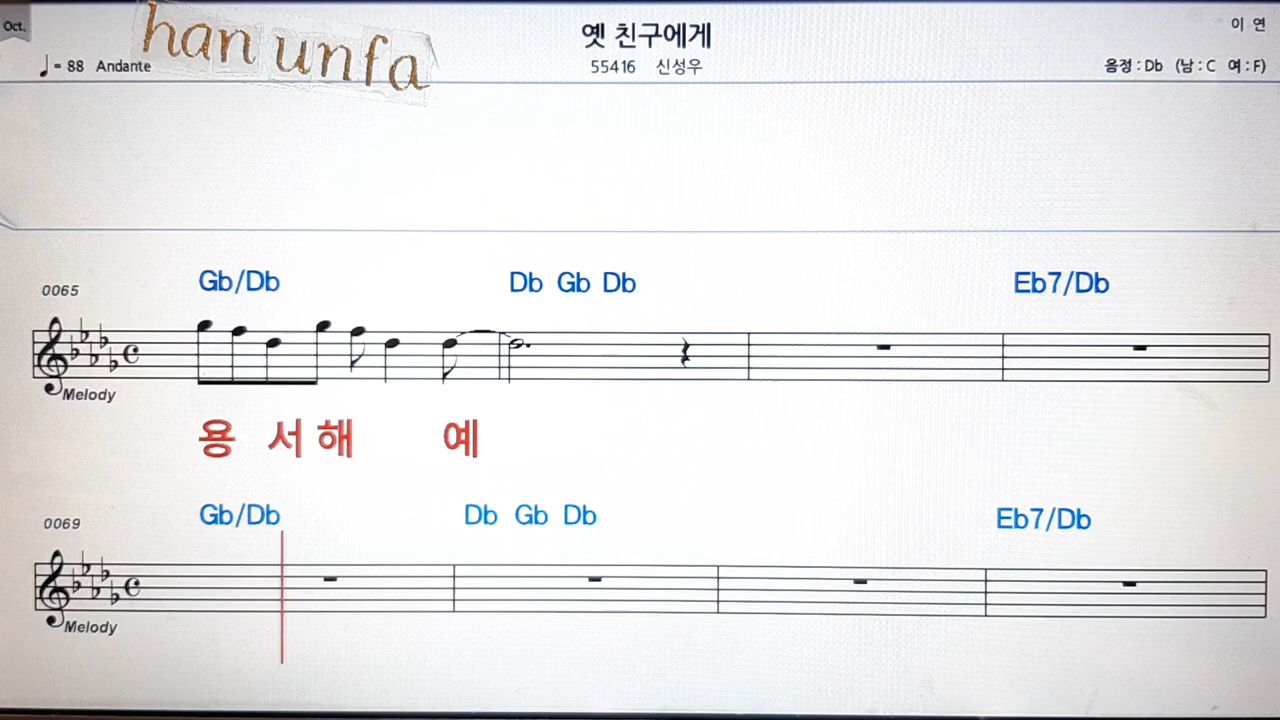 Oct.
han unfa
옛 친구에게
이 연
♩= 88 Andante
55416 신성우
음정 : Db (남 : C 여 : F)
Gb/Db Db Gb Db Eb7/Db
0065
Melody
용 서 해 예
Gb/Db Db Gb Db Eb7/Db
0069
Melody